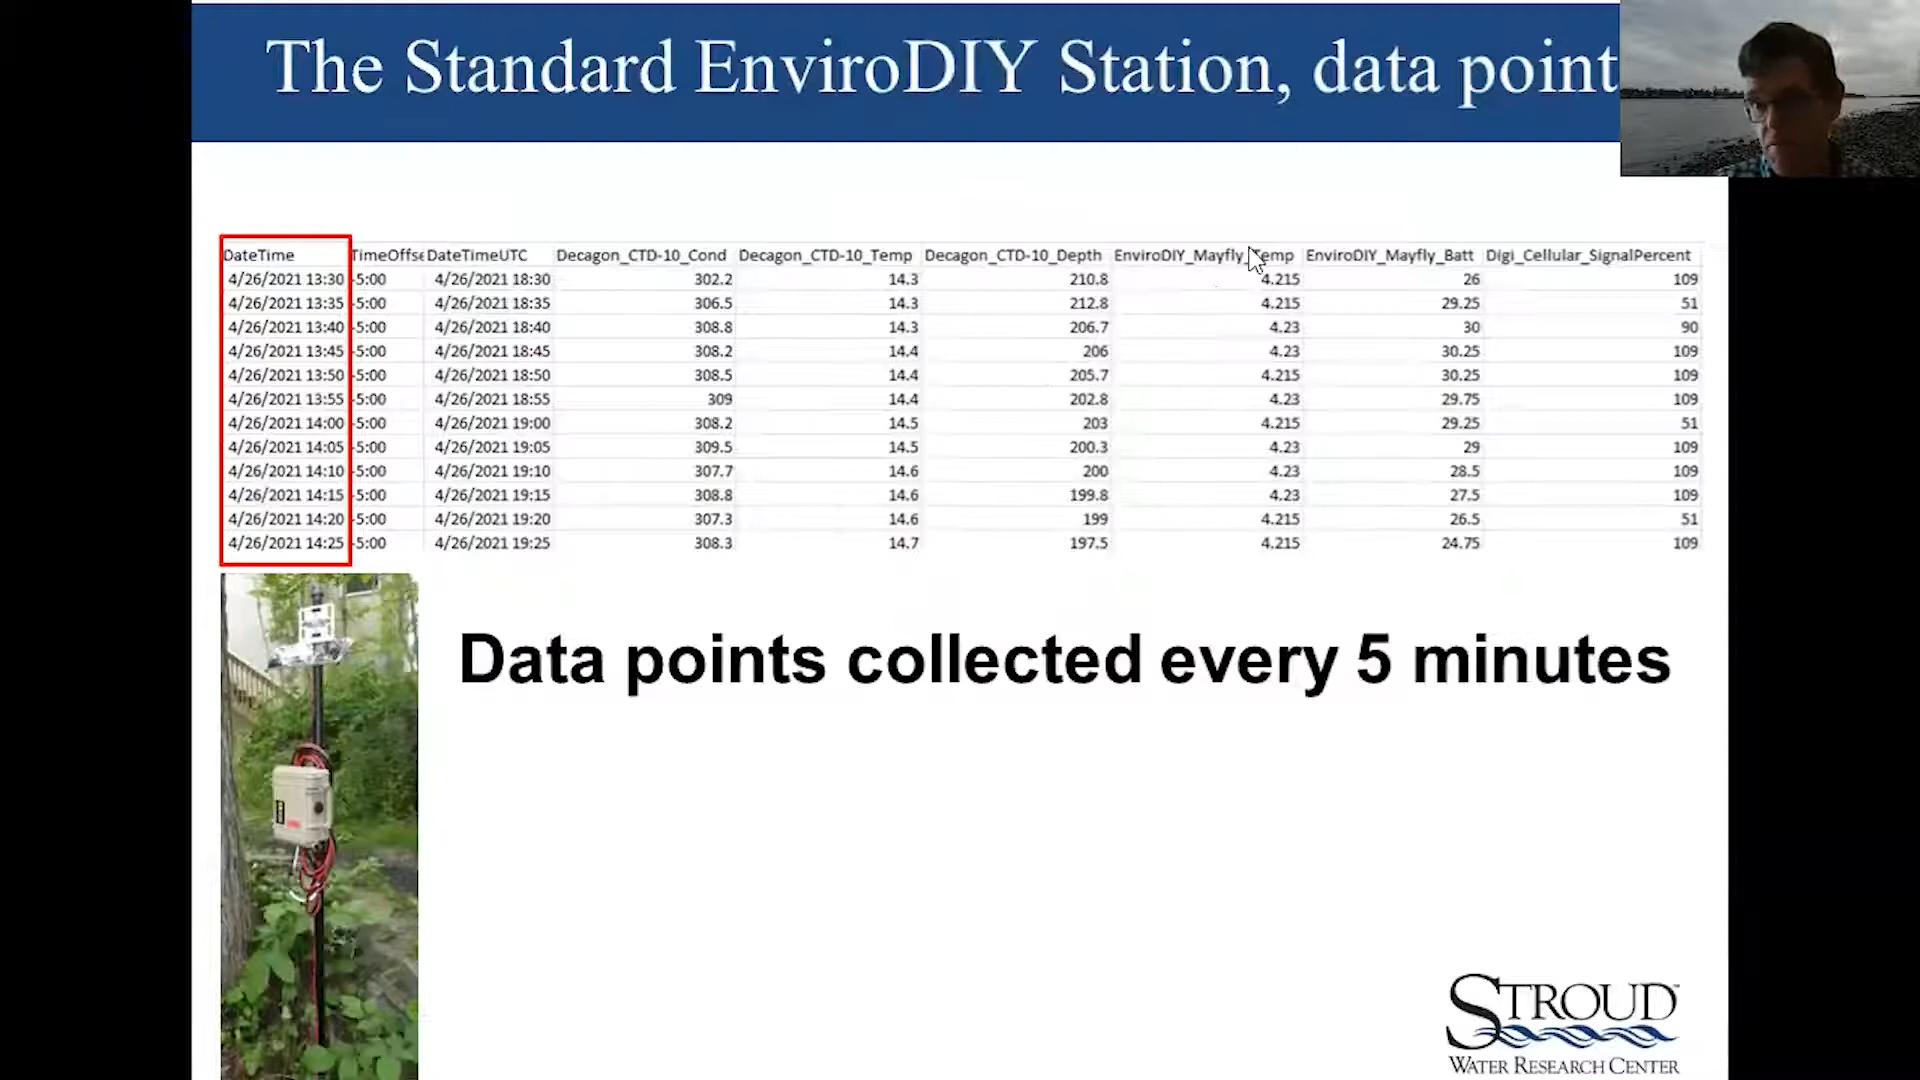 The Standard EnviroDIY Station, data point
DateTime TimeOffse DateTimeUTC Decagon_CTD-10_Cond Decagon_CTD-10_Temp Decagon_CTD-10_Depth EnviroDIY_Mayfly_Temp EnviroDIY_Mayfly_Batt Digi_Cellular_SignalPercent
4/26/2021 13:30 -5:00 4/26/2021 18:30 302.2 14.3 210.8 4.215 26 109
4/26/2021 13:35 -5:00 4/26/2021 18:35 306.5 14.3 212.8 4.215 29.25 51
4/26/2021 13:40 -5:00 4/26/2021 18:40 308.8 14.3 206.7 4.23 30 90
4/26/2021 13:45 -5:00 4/26/2021 18:45 308.2 14.4 206 4.23 30.25 109
4/26/2021 13:50 -5:00 4/26/2021 18:50 308.5 14.4 205.7 4.215 30.25 109
4/26/2021 13:55 -5:00 4/26/2021 18:55 309 14.4 202.8 4.23 29.75 109
4/26/2021 14:00 -5:00 4/26/2021 19:00 308.2 14.5 203 4.215 29.25 51
4/26/2021 14:05 -5:00 4/26/2021 19:05 309.5 14.5 200.3 4.23 29 109
4/26/2021 14:10 -5:00 4/26/2021 19:10 307.7 14.6 200 4.23 28.5 109
4/26/2021 14:15 -5:00 4/26/2021 19:15 308.8 14.6 199.8 4.23 27.5 109
4/26/2021 14:20 -5:00 4/26/2021 19:20 307.3 14.6 199 4.215 26.5 51
4/26/2021 14:25 -5:00 4/26/2021 19:25 308.3 14.7 197.5 4.215 24.75 109
Data points collected every 5 minutes
STROUD
WATER RESEARCH CENTER